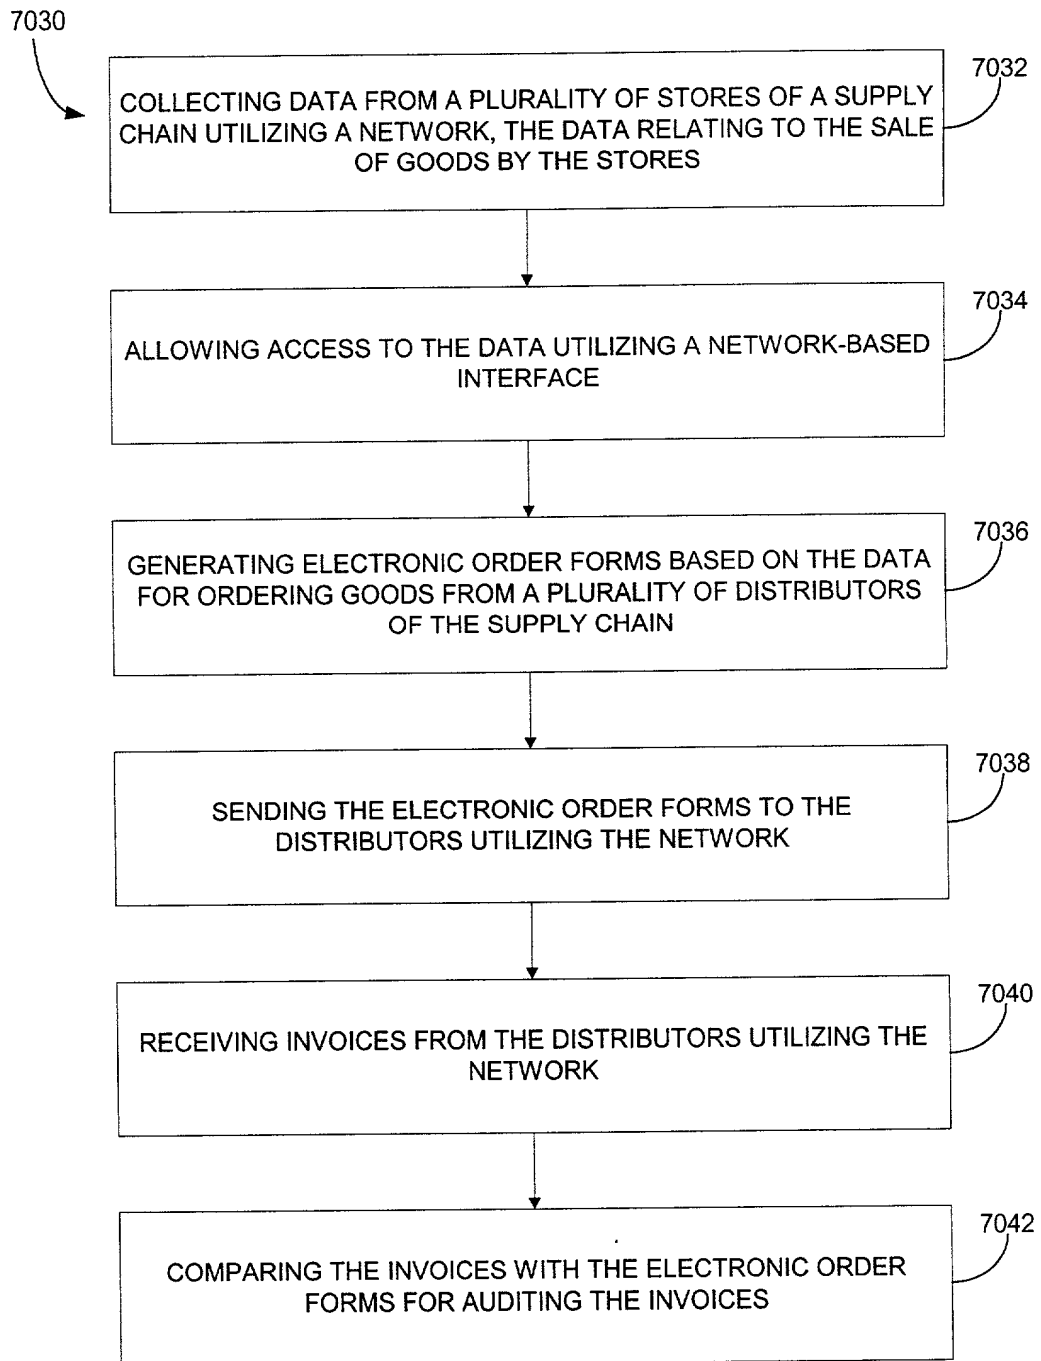 7030
7032
COLLECTING DATA FROM A PLURALITY OF STORES OF A SUPPLY
CHAIN UTILIZING A NETWORK, THE DATA RELATING TO THE SALE
OF GOODS BY THE STORES
7034
ALLOWING ACCESS TO THE DATA UTILIZING A NETWORK-BASED
INTERFACE
7036
GENERATING ELECTRONIC ORDER FORMS BASED ON THE DATA
FOR ORDERING GOODS FROM A PLURALITY OF DISTRIBUTORS
OF THE SUPPLY CHAIN
7038
SENDING THE ELECTRONIC ORDER FORMS TO THE
DISTRIBUTORS UTILIZING THE NETWORK
7040
RECEIVING INVOICES FROM THE DISTRIBUTORS UTILIZING THE
NETWORK
7042
COMPARING THE INVOICES WITH THE ELECTRONIC ORDER
FORMS FOR AUDITING THE INVOICES